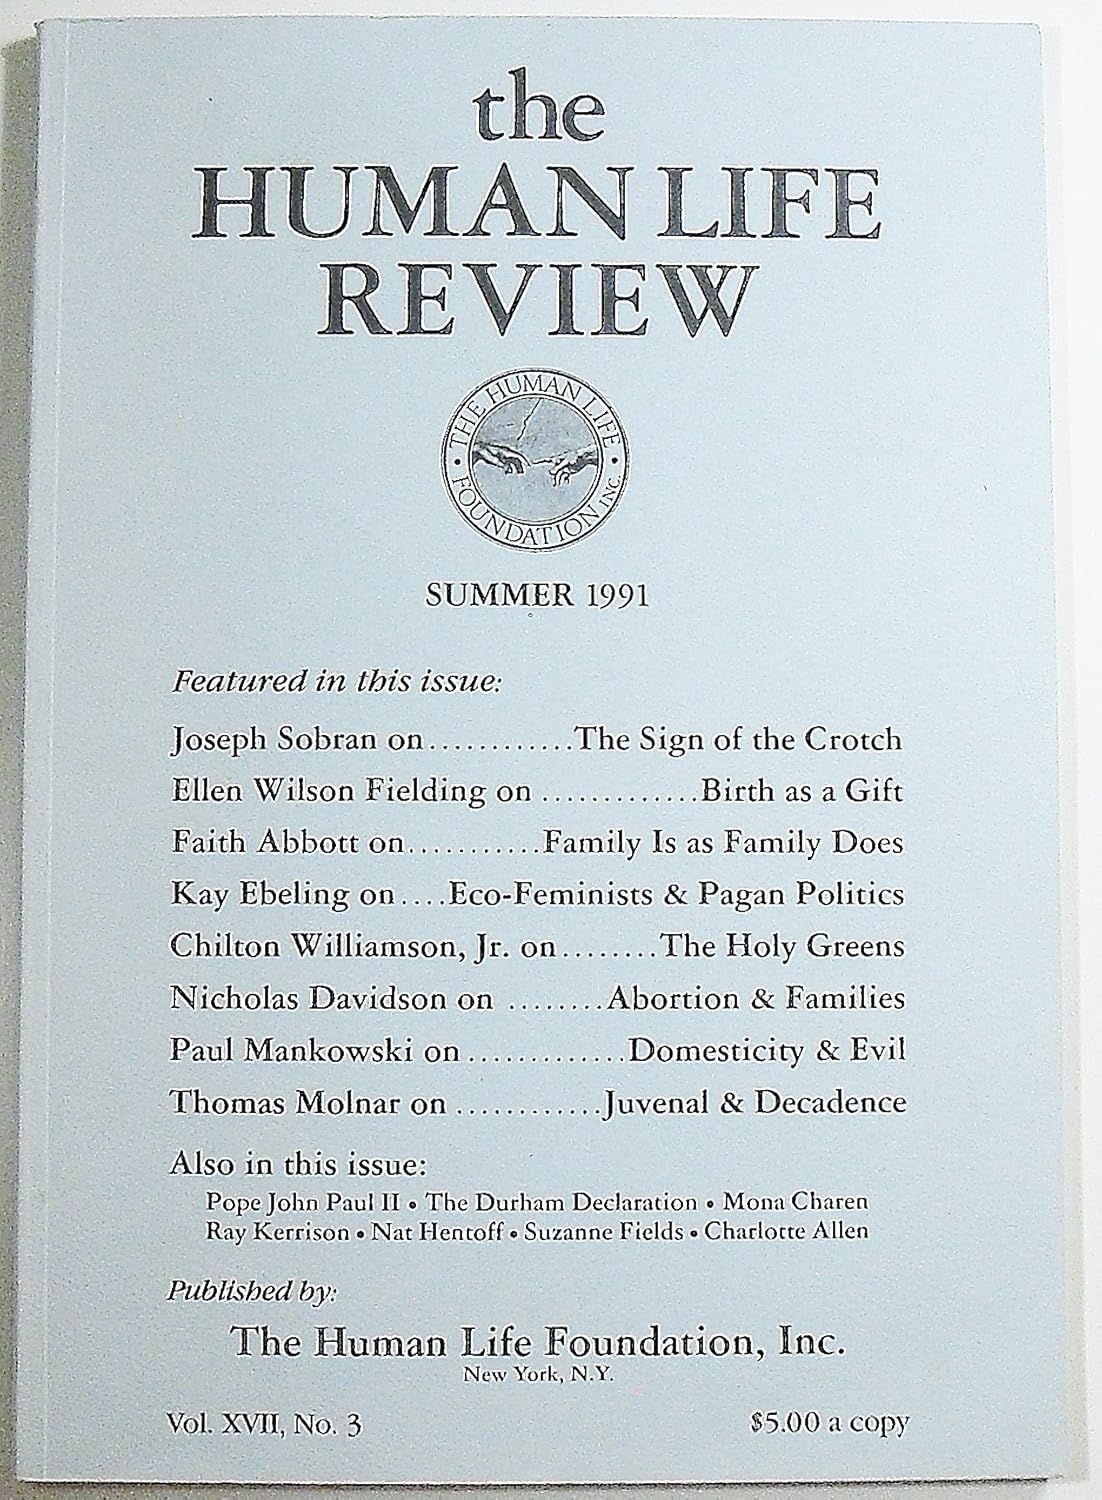 the
HUMAN LIFE
REVIEW
THE HUMAN LIFE
FOUNDATION INC.
SUMMER 1991
Featured in this issue:
Joseph Sobran on............The Sign of the Crotch
Ellen Wilson Fielding on .............Birth as a Gift
Faith Abbott on...........Family Is as Family Does
Kay Ebeling on....Eco-Feminists & Pagan Politics
Chilton Williamson, Jr. on........The Holy Greens
Nicholas Davidson on ........Abortion & Families
Paul Mankowski on .............Domesticity & Evil
Thomas Molnar on ............Juvenal & Decadence
Also in this issue:
Pope John Paul II • The Durham Declaration • Mona Charen
Ray Kerrison • Nat Hentoff • Suzanne Fields • Charlotte Allen
Published by:
The Human Life Foundation, Inc.
New York, N.Y.
Vol. XVII, No. 3
$5.00 a copy